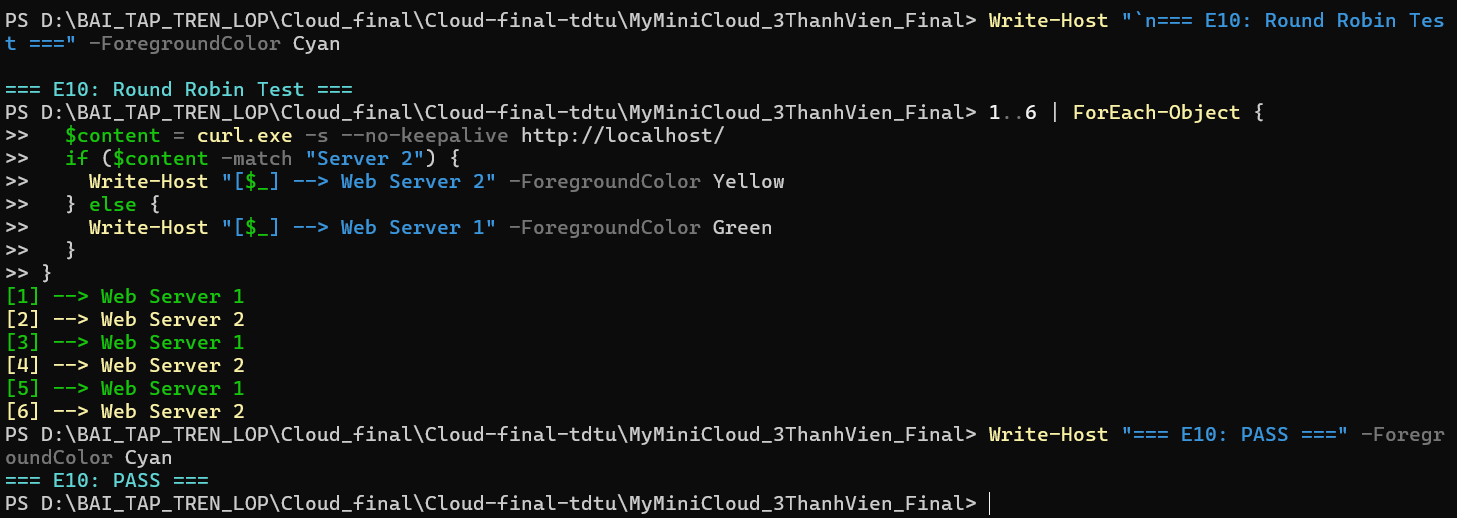 PS D:\BAI_TAP_TREN_LOP\Cloud_final\Cloud-final-tdtu\MyMiniCloud_3ThanhVien_Final> Write-Host "`n=== E10: Round Robin Tes
t ===" -ForegroundColor Cyan
=== E10: Round Robin Test ===
PS D:\BAI_TAP_TREN_LOP\Cloud_final\Cloud-final-tdtu\MyMiniCloud_3ThanhVien_Final> 1..6 | ForEach-Object {
>>   $content = curl.exe -s --no-keepalive http://localhost/
>>   if ($content -match "Server 2") {
>>     Write-Host "[$_] --> Web Server 2" -ForegroundColor Yellow
>>   } else {
>>     Write-Host "[$_] --> Web Server 1" -ForegroundColor Green
>>   }
>> }
[1] --> Web Server 1
[2] --> Web Server 2
[3] --> Web Server 1
[4] --> Web Server 2
[5] --> Web Server 1
[6] --> Web Server 2
PS D:\BAI_TAP_TREN_LOP\Cloud_final\Cloud-final-tdtu\MyMiniCloud_3ThanhVien_Final> Write-Host "=== E10: PASS ===" -Foregr
oundColor Cyan
=== E10: PASS ===
PS D:\BAI_TAP_TREN_LOP\Cloud_final\Cloud-final-tdtu\MyMiniCloud_3ThanhVien_Final>